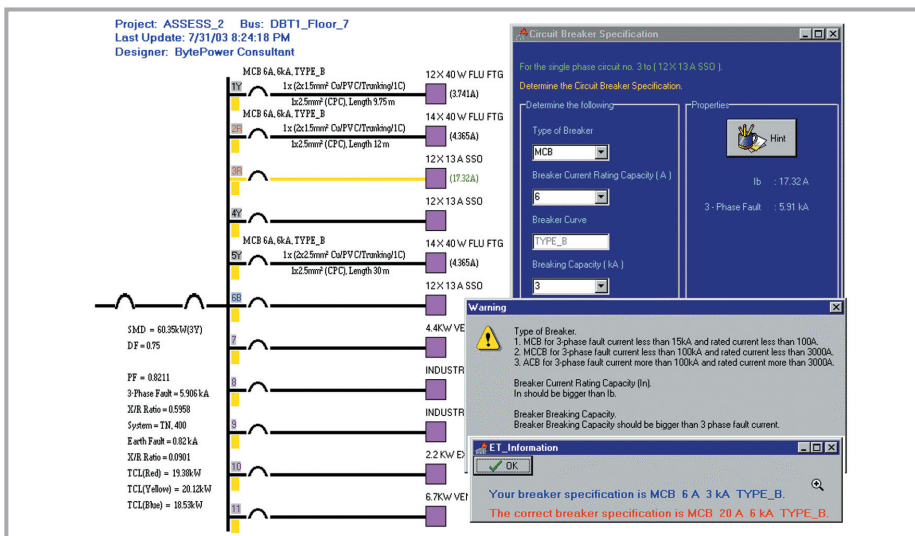 Project: ASSESS_2 Bus: DBT1_Floor_7
Last Update: 7/31/03 8:24:18 PM
Designer: BytePower Consultant
MCB 6A, 6kA, TYPE_B
12 X 40 W FLU FTG
1Y
1x (2x1.5mm² Cu/PVC/Trunking/1C)
(3.741A)
1x2.5mm² (CPC), Length 9.75 m
MCB 6A, 6kA, TYPE_B
14 X 40 W FLU FTG
2R
1x (2x1.5mm² Cu/PVC/Trunking/1C)
(4.365A)
1x2.5mm² (CPC), Length 12 m
12 X 13 A SSO
3R
(17.32A)
12 X 13 A SSO
4Y
MCB 6A, 6kA, TYPE_B
14 X 40 W FLU FTG
5Y
1x (2x2.5mm² Cu/PVC/Trunking/1C)
(4.365A)
1x2.5mm² (CPC), Length 30 m
12 X 13 A SSO
6B
4.4KW VE
7
INDUSTR
8
INDUSTR
9
2.2 KW E
10
6.7KW VE
11
SMD = 60.35kW(3Y)
DF = 0.75
PF = 0.8211
3-Phase Fault = 5.906 kA
X/R Ratio = 0.5958
System = TN, 400
Earth Fault = 0.82 kA
X/R Ratio = 0.0901
TCL(Red) = 19.38kW
TCL(Yellow) = 20.12kW
TCL(Blue) = 18.53kW
Circuit Breaker Specification
For the single phase circuit no. 3 to ( 12 X 13 A SSO ).
Determine the Circuit Breaker Specification.
Determine the following
Type of Breaker
MCB
Breaker Current Rating Capacity ( A )
6
Breaker Curve
TYPE_B
Breaking Capacity ( kA )
3
Properties
Hint
Ib : 17.32 A
3 - Phase Fault : 5.91 kA
Warning
Type of Breaker.
1. MCB for 3-phase fault current less than 15kA and rated current less than 100A.
2. MCCB for 3-phase fault current less than 100kA and rated current less than 3000A.
3. ACB for 3-phase fault current more than 100kA and rated current more than 3000A.
Breaker Current Rating Capacity (In).
In should be bigger than Ib.
Breaker Breaking Capacity.
Breaker Breaking Capacity should be bigger than 3 phase fault current.
ET_Information
OK
Your breaker specification is MCB 6 A 3 kA TYPE_B.
The correct breaker specification is MCB 20 A 6 kA TYPE_B.